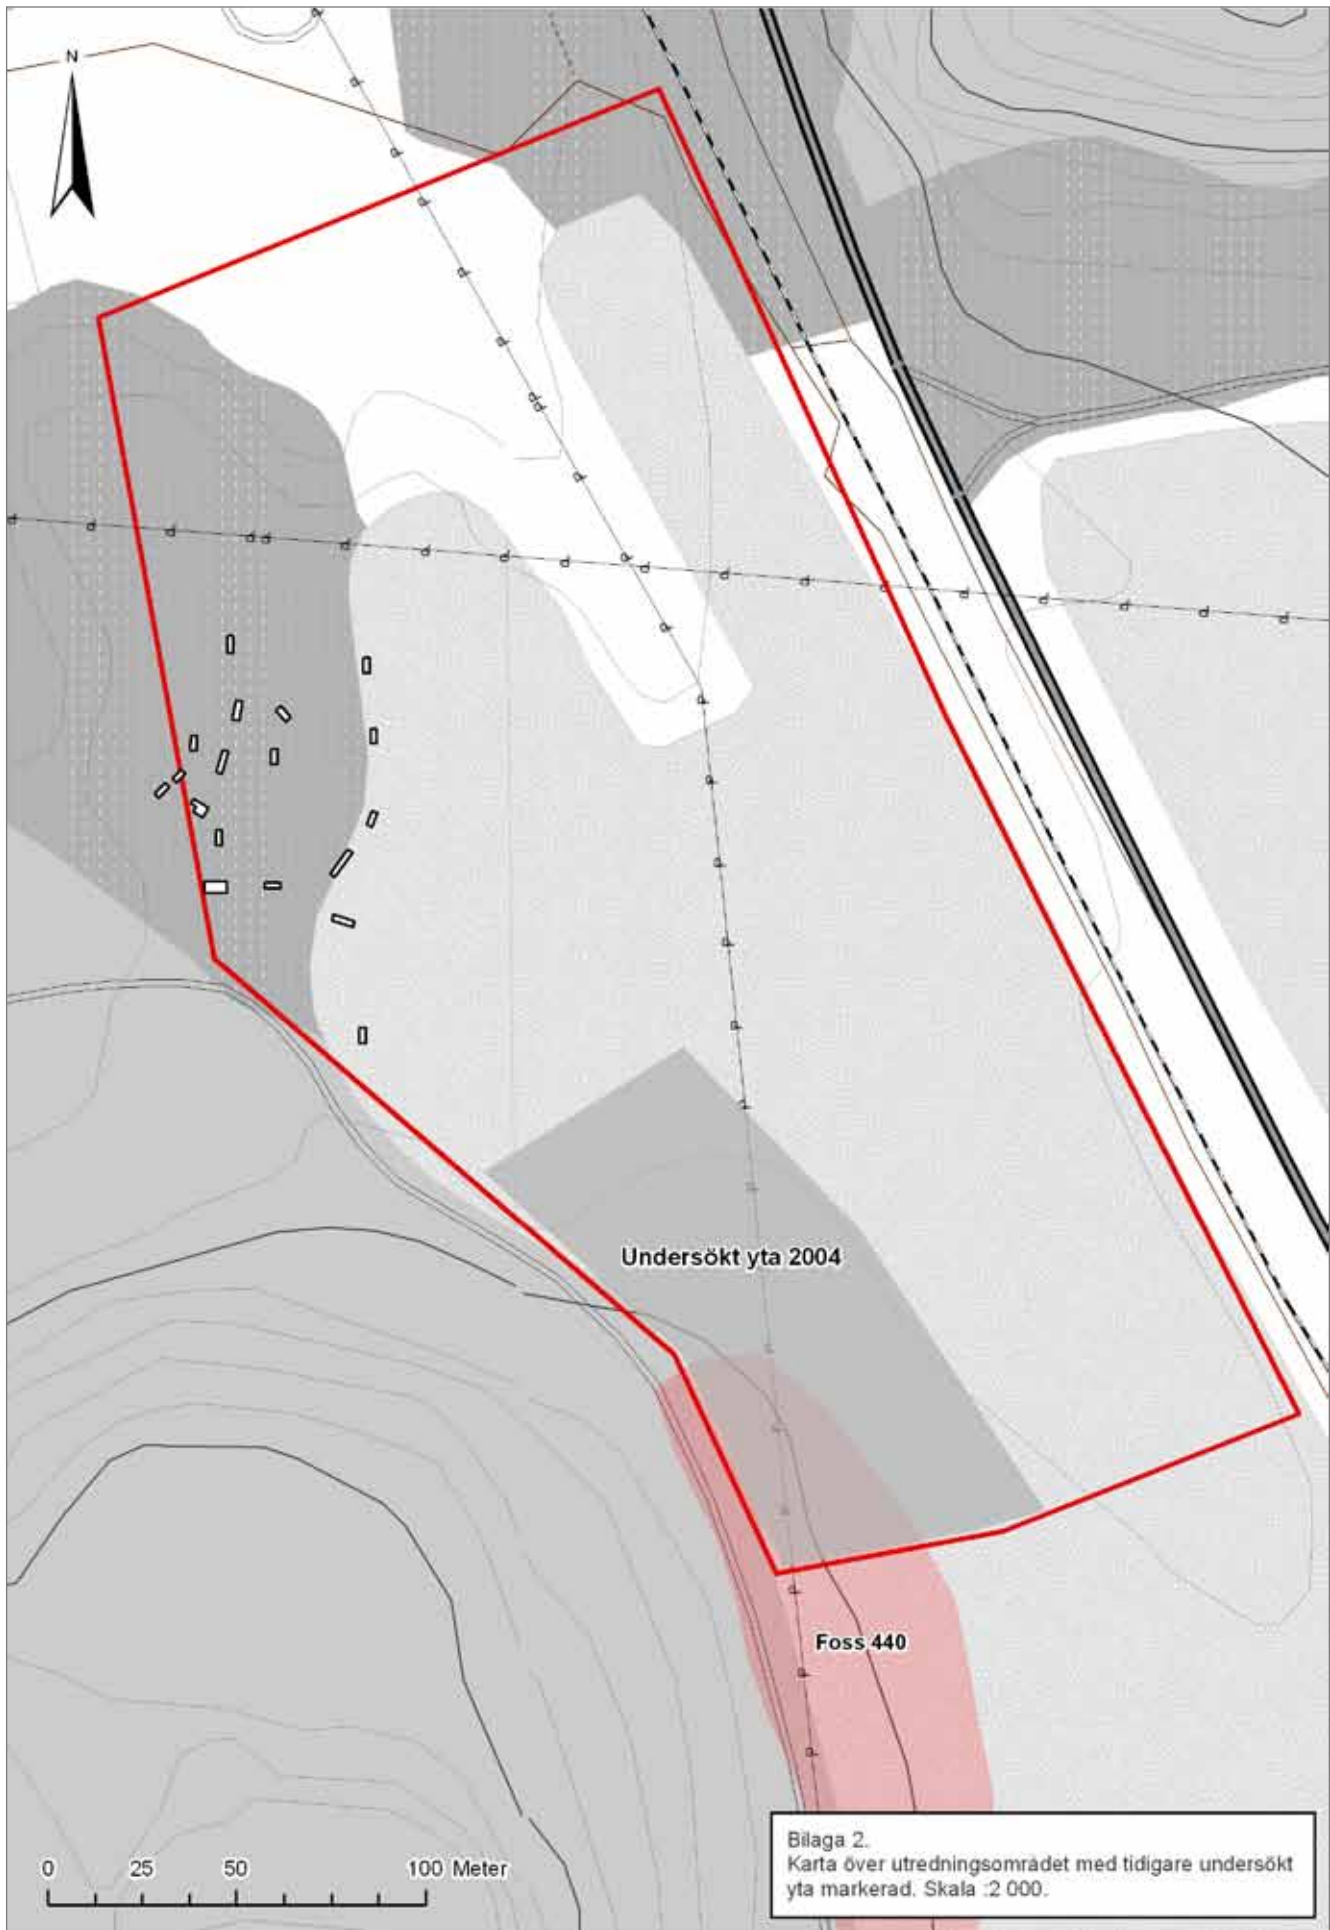 N
Undersökt yta 2004
Foss 440
0 25 50 100 Meter
Bilaga 2.
Karta över utredningsområdet med tidigare undersökt
yta markerad. Skala :2 000.